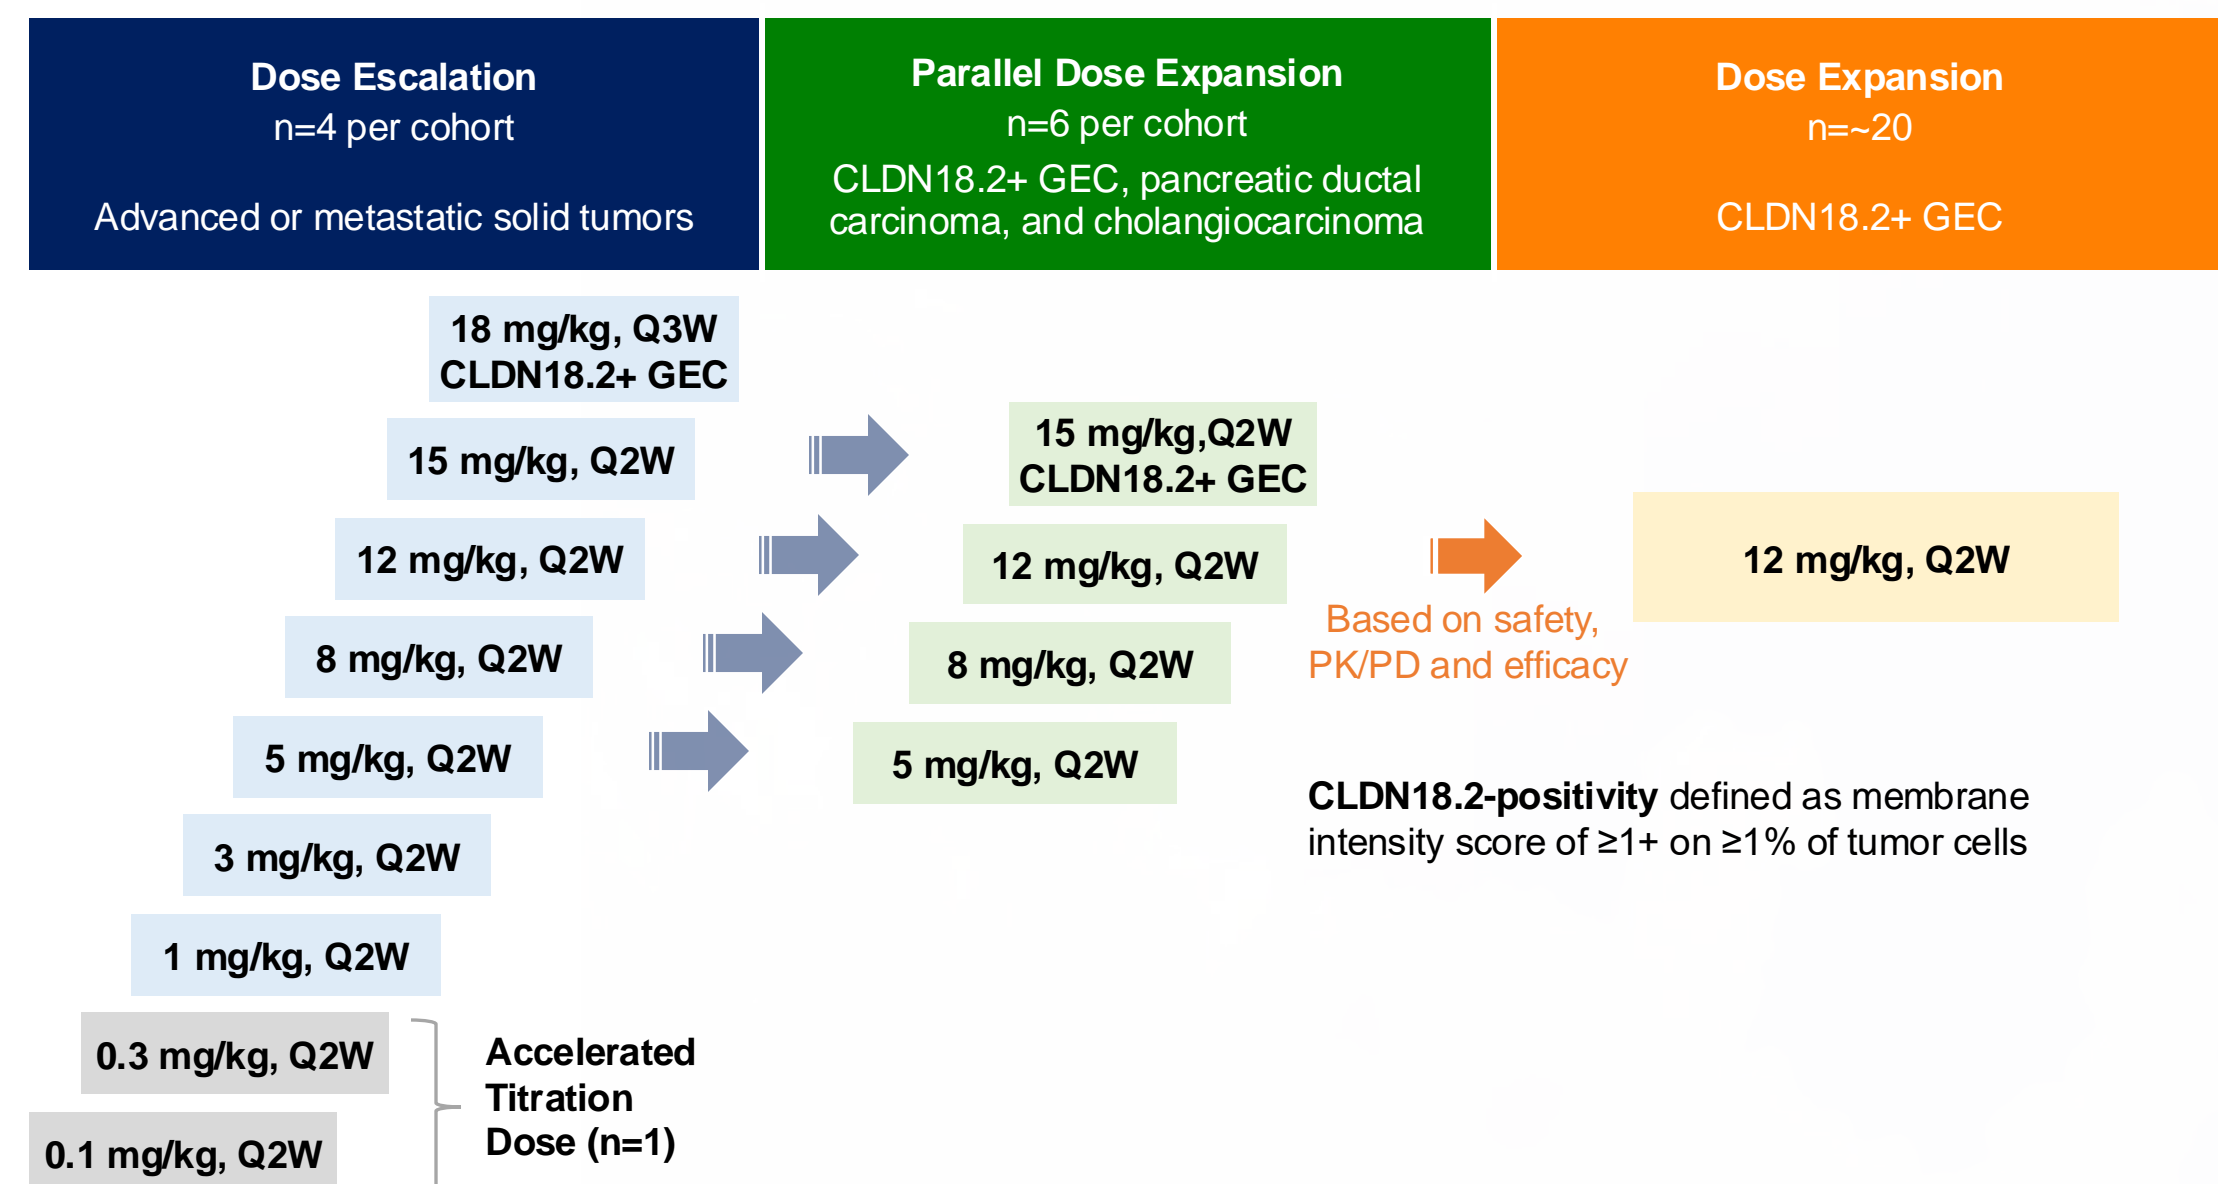 Dose Escalation
n=4 per cohort
Advanced or metastatic solid tumors
Parallel Dose Expansion
n=6 per cohort
CLDN18.2+ GEC, pancreatic ductal
carcinoma, and cholangiocarcinoma
Dose Expansion
n=~20
CLDN18.2+ GEC
18 mg/kg, Q3W
CLDN18.2+ GEC
15 mg/kg, Q2W
12 mg/kg, Q2W
8 mg/kg, Q2W
5 mg/kg, Q2W
3 mg/kg, Q2W
1 mg/kg, Q2W
0.3 mg/kg, Q2W
0.1 mg/kg, Q2W
Accelerated
Titration
Dose (n=1)
15 mg/kg,Q2W
CLDN18.2+ GEC
12 mg/kg, Q2W
8 mg/kg, Q2W
5 mg/kg, Q2W
Based on safety,
PK/PD and efficacy
12 mg/kg, Q2W
CLDN18.2-positivity defined as membrane
intensity score of ≥1+ on ≥1% of tumor cells